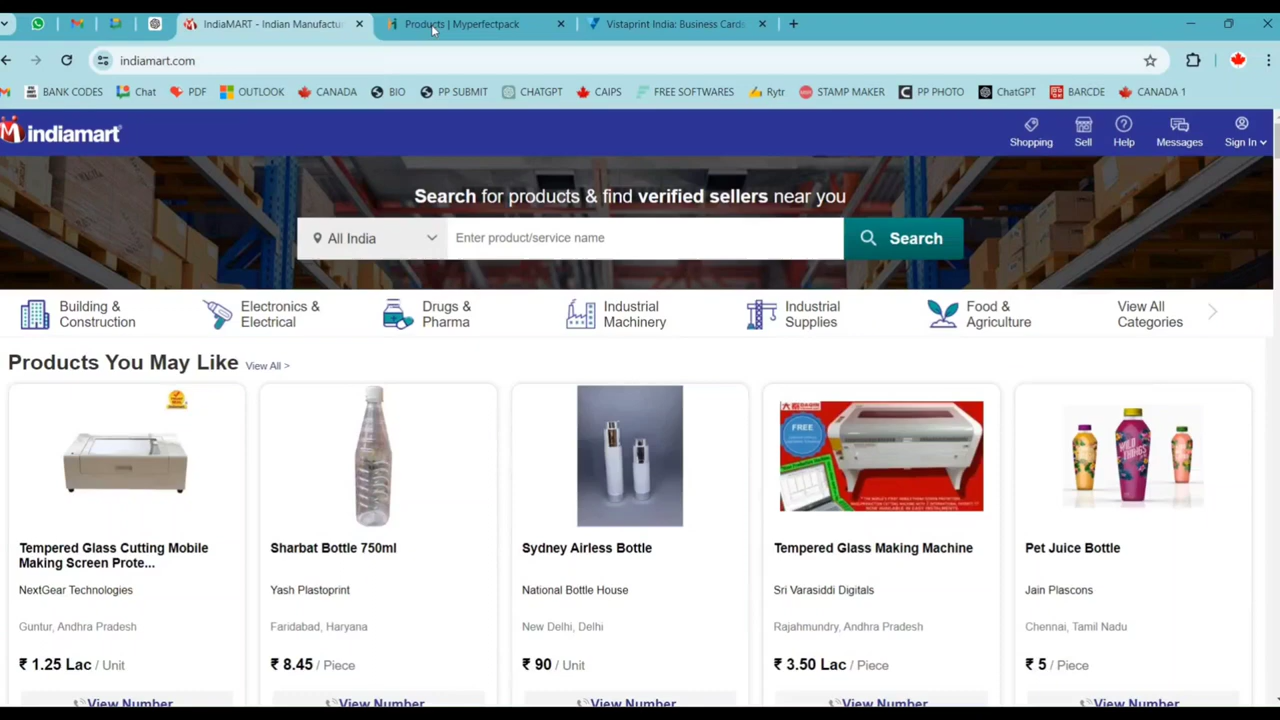 IndiaMART - Indian Manufactu
Products | Myperfectpack
Vistaprint India: Business Cards
indiamart.com
BANK CODES
Chat
PDF
OUTLOOK
CANADA
BIO
PP SUBMIT
CHATGPT
CAIPS
FREE SOFTWARES
Rytr
STAMP MAKER
PP PHOTO
ChatGPT
BARCDE
CANADA 1
indiamart
Shopping
Sell
Help
Messages
Sign In
Search for products & find verified sellers near you
All India
Enter product/service name
Search
Building &
Construction
Electronics &
Electrical
Drugs &
Pharma
Industrial
Machinery
Industrial
Supplies
Food &
Agriculture
View All
Categories
Products You May Like
View All >
FREE
WILD
THINGS
Tempered Glass Cutting Mobile
Making Screen Prote...
NextGear Technologies
Guntur, Andhra Pradesh
₹ 1.25 Lac / Unit
View Number
Sharbat Bottle 750ml
Yash Plastoprint
Faridabad, Haryana
₹ 8.45 / Piece
View Number
Sydney Airless Bottle
National Bottle House
New Delhi, Delhi
₹ 90 / Unit
View Number
Tempered Glass Making Machine
Sri Varasiddi Digitals
Rajahmundry, Andhra Pradesh
₹ 3.50 Lac / Piece
View Number
Pet Juice Bottle
Jain Plascons
Chennai, Tamil Nadu
₹ 5 / Piece
View Number